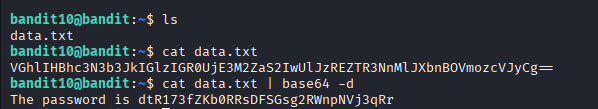 bandit10@bandit:~$ ls
data.txt
bandit10@bandit:~$ cat data.txt
VGhlIHBhc3N3b3JkIGlzIGR0UjE3M2ZaS2IwUlJzREZTR3NnMlJXbnBOVmozcVJyCg==
bandit10@bandit:~$ cat data.txt | base64 -d
The password is dtR173fZKb0RRsDFSGsg2RWnpNVj3qRr